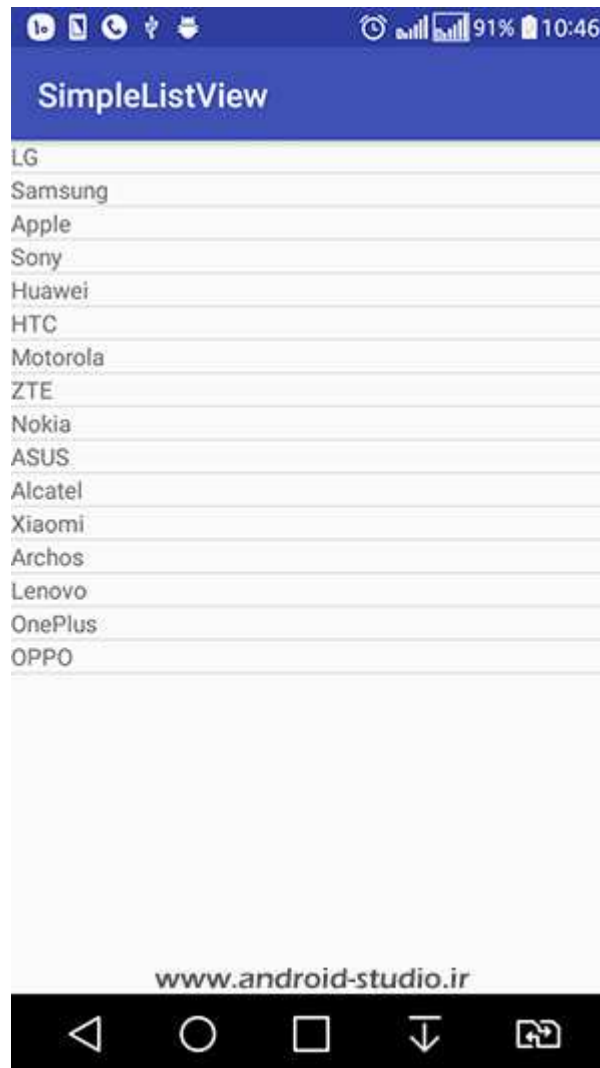 91% 10:46
SimpleListView
LG
Samsung
Apple
Sony
Huawei
HTC
Motorola
ZTE
Nokia
ASUS
Alcatel
Xiaomi
Archos
Lenovo
OnePlus
OPPO
www.android-studio.ir